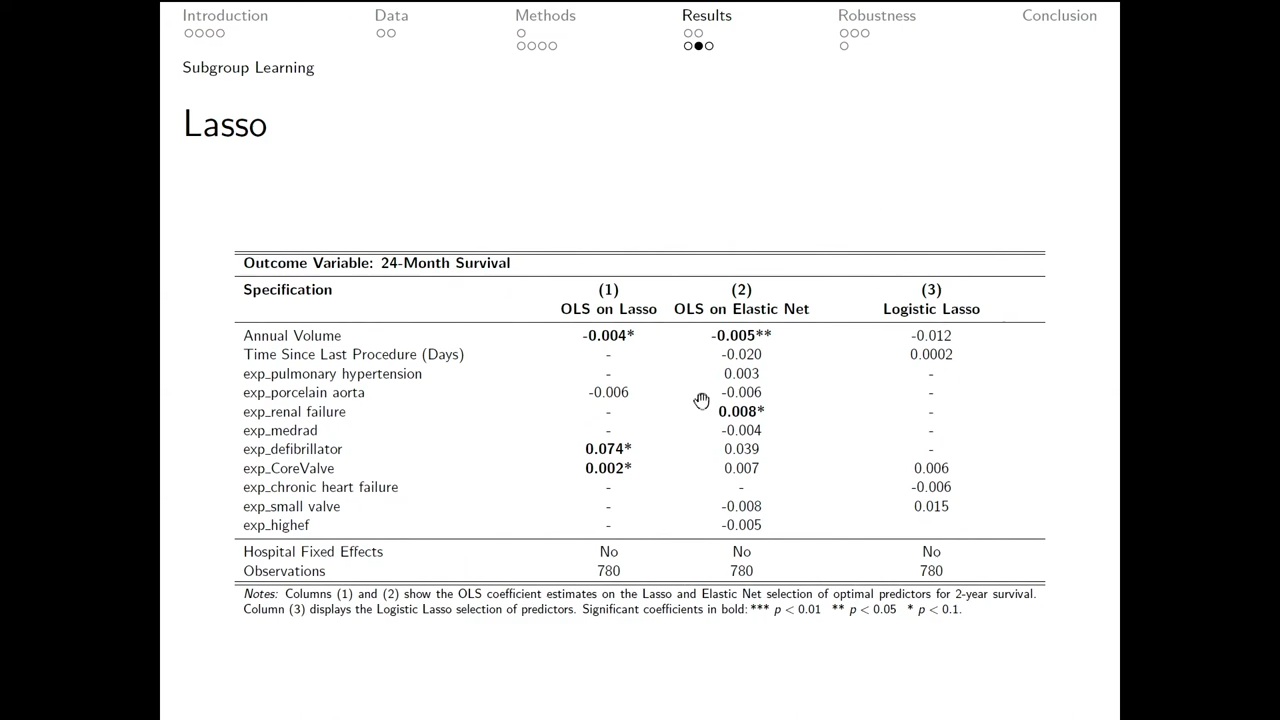 Introduction Data Methods Results Robustness Conclusion
Subgroup Learning
Lasso
Outcome Variable: 24-Month Survival
Specification (1) (2) (3)
OLS on Lasso OLS on Elastic Net Logistic Lasso
Annual Volume -0.004* -0.005** -0.012
Time Since Last Procedure (Days) - -0.020 0.0002
exp_pulmonary hypertension - 0.003 -
exp_porcelain aorta -0.006 -0.006 -
exp_renal failure - 0.008* -
exp_medrad - -0.004 -
exp_defibrillator 0.074* 0.039 -
exp_CoreValve 0.002* 0.007 0.006
exp_chronic heart failure - - -0.006
exp_small valve - -0.008 0.015
exp_highef - -0.005
Hospital Fixed Effects No No No
Observations 780 780 780
Notes: Columns (1) and (2) show the OLS coefficient estimates on the Lasso and Elastic Net selection of optimal predictors for 2-year survival.
Column (3) displays the Logistic Lasso selection of predictors. Significant coefficients in bold: *** p < 0.01 ** p < 0.05 * p < 0.1.